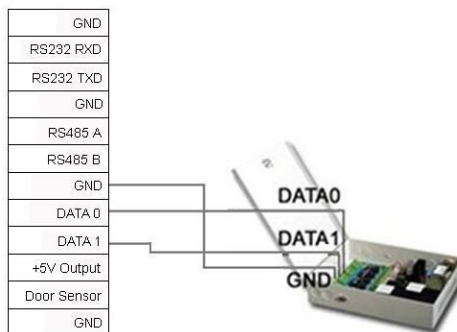 GND
RS232 RXD
RS232 TXD
GND
RS485 A
RS485 B
GND
DATA 0
DATA 1
+5V Output
Door Sensor
GND
DATA0
DATA1
GND